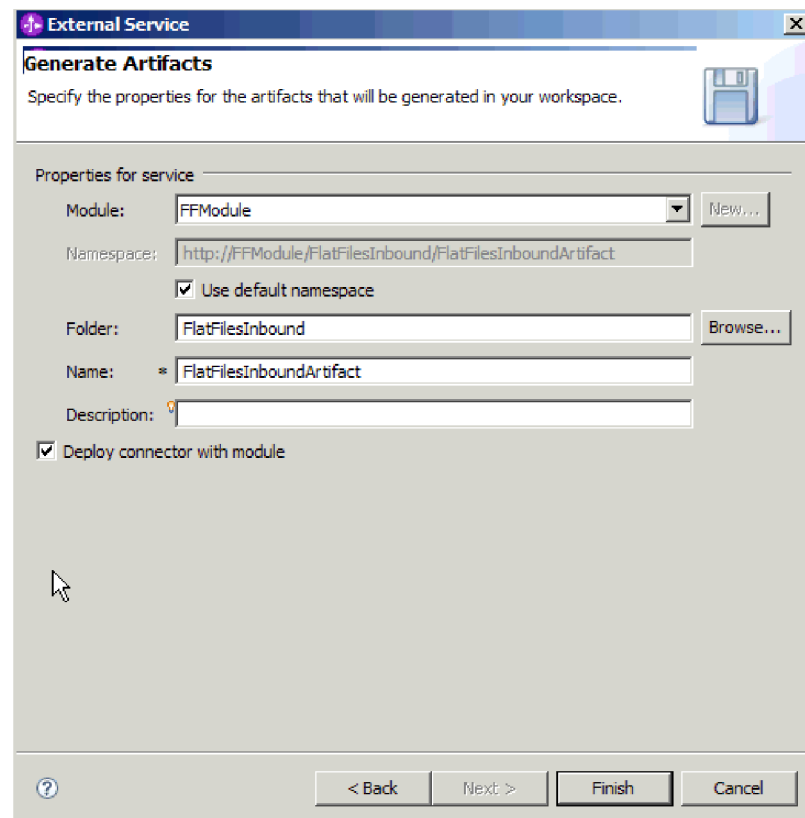 External Service
Generate Artifacts
Specify the properties for the artifacts that will be generated in your workspace.
Properties for service
Module: FFModule New...
Namespace: http://FFModule/FlatFilesInbound/FlatFilesInboundArtifact
Use default namespace
Folder: FlatFilesInbound Browse...
Name: * FlatFilesInboundArtifact
Description:
Deploy connector with module
? < Back Next > Finish Cancel